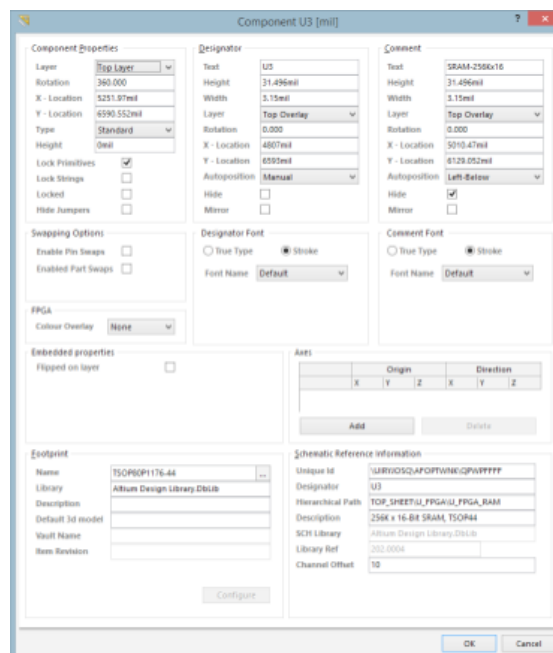 Component U3 [mil]
Component Properties
Layer Top Layer
Rotation 360.000
X - Location 5251.97mil
Y - Location 6590.552mil
Type Standard
Height 0mil
Lock Primitives
Lock Strings
Locked
Hide Jumpers
Designator
Text U3
Height 31.496mil
Width 3.15mil
Layer Top Overlay
Rotation 0.000
X - Location 4807mil
Y - Location 6593mil
Autoposition Manual
Hide
Mirror
Comment
Text SRAM-256Kx16
Height 31.496mil
Width 3.15mil
Layer Top Overlay
Rotation 0.000
X - Location 5010.47mil
Y - Location 6129.052mil
Autoposition Left-Below
Hide
Mirror
Swapping Options
Enable Pin Swaps
Enabled Part Swaps
Designator Font
True Type Stroke
Font Name Default
Comment Font
True Type Stroke
Font Name Default
FPGA
Colour Overlay None
Embedded properties
Flipped on layer
Axes
Origin Direction
X Y Z X Y Z
Add Delete
Footprint
Name TSOP80P1176-44 ...
Library Altium Design Library.DbLib
Description
Default 3d model
Vault Name
Item Revision
Configure
Schematic Reference Information
Unique Id
Designator U3
Hierarchical Path TOP_SHEET\U_FPGA\U_FPGA_RAM
Description 256K x 16-Bit SRAM, TSOP44
SCH Library Altium Design Library.DbLib
Library Ref 202.0004
Channel Offset 10
OK Cancel